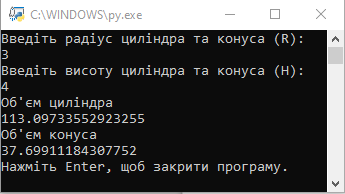 C:\WINDOWS\py.exe
Введіть радіус циліндра та конуса (R):
3
Введіть висоту циліндра та конуса (H):
4
Об'єм циліндра
113.09733552923255
Об'єм конуса
37.69911184307752
Нажміть Enter, щоб закрити програму.